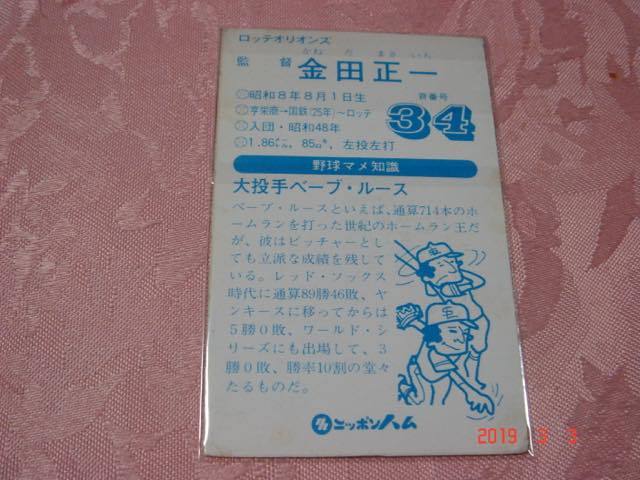 ロッテオリオンズ
かね だ まさ いち
監督 金田正一
昭和8年8月1日生
享栄商→国鉄(25年)〜ロッテ
入団・昭和48年
1.86メートル, 85キロ, 左投左打
背番号
34
野球マメ知識
大投手ベーブ・ルース
ベーブ・ルースといえば、通算714本のホ
ームランを打った世紀のホームラン王だ
が、彼はピッチャーとし
ても立派な成績を残して
いる。レッド・ソックス
時代に通算89勝46敗、ヤ
ンキースに移ってからは
5勝0敗、ワールド・シ
リーズにも出場して、3
勝0敗、勝率10割の堂々
たるものだ。
ニッポンハム
2019 3 3